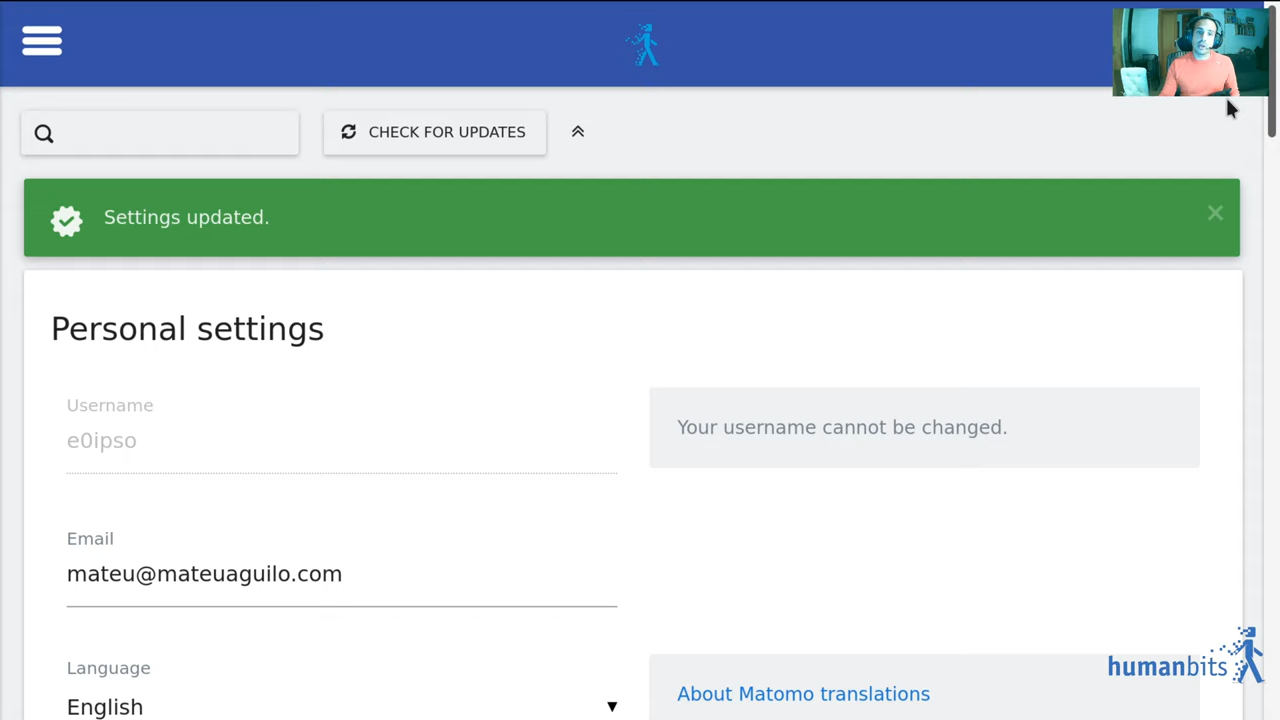 CHECK FOR UPDATES
Settings updated.
Personal settings
Username
e0ipso
Your username cannot be changed.
Email
mateu@mateuaguilo.com
Language
English
About Matomo translations
humanbits